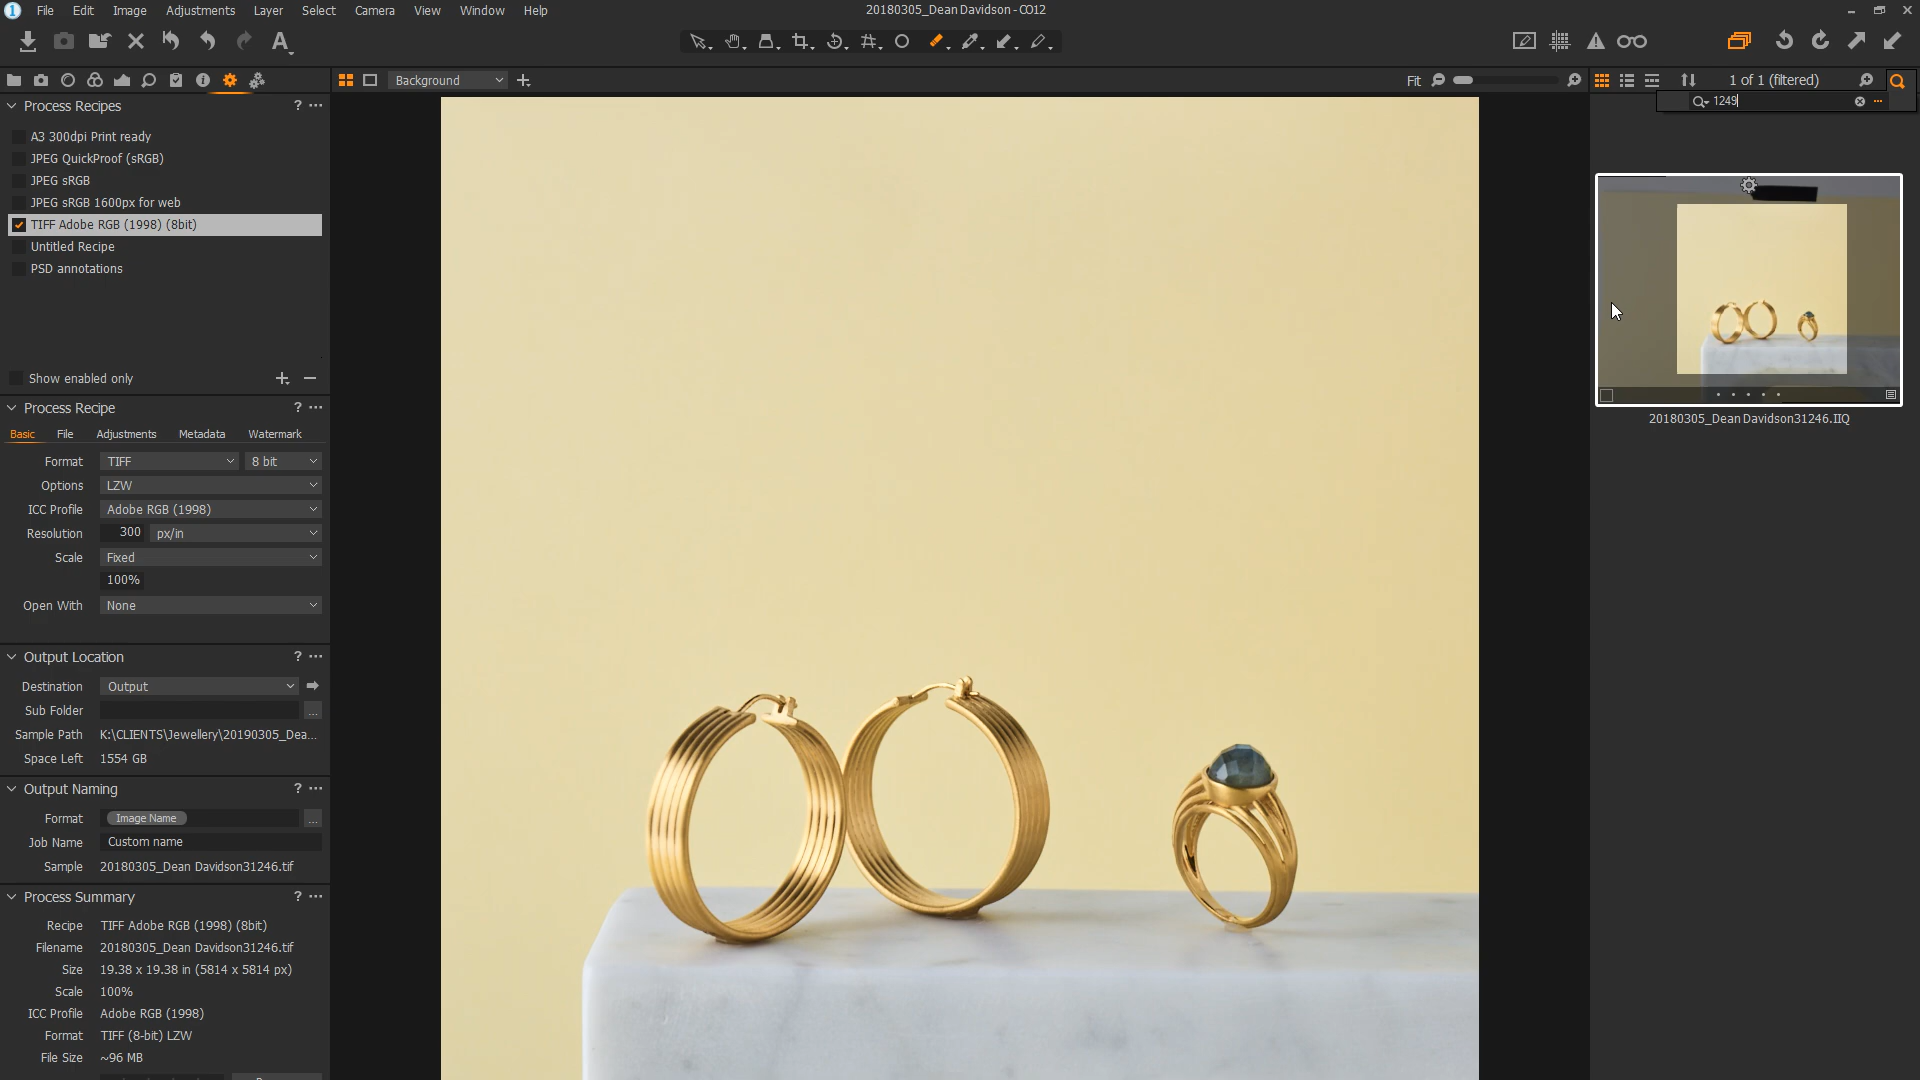 File Edit Image Adjustments Layer Select Camera View Window Help
20180305_Dean Davidson - CO12
Background
Fit
1 of 1 (filtered)
1249
Process Recipes
A3 300dpi Print ready
JPEG QuickProof (sRGB)
JPEG sRGB
JPEG sRGB 1600px for web
TIFF Adobe RGB (1998) (8bit)
Untitled Recipe
PSD annotations
Show enabled only
Process Recipe
Basic File Adjustments Metadata Watermark
Format TIFF 8 bit
Options LZW
ICC Profile Adobe RGB (1998)
Resolution 300 px/in
Scale Fixed
100%
Open With None
Output Location
Destination Output
Sub Folder ...
Sample Path K:\CLIENTS\Jewellery\20190305_Dea...
Space Left 1554 GB
Output Naming
Format Image Name ...
Job Name Custom name
Sample 20180305_Dean Davidson31246.tif
Process Summary
Recipe TIFF Adobe RGB (1998) (8bit)
Filename 20180305_Dean Davidson31246.tif
Size 19.38 x 19.38 in (5814 x 5814 px)
Scale 100%
ICC Profile Adobe RGB (1998)
Format TIFF (8-bit) LZW
File Size ~96 MB
20180305_Dean Davidson31246.IIQ